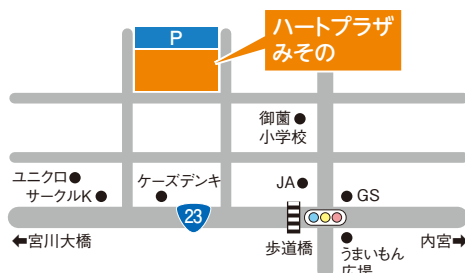 P
ハートプラザ
みその
御薗●
小学校
ユニクロ●
サークルK●
ケーズデンキ
JA●
●GS
23
←宮川大橋
歩道橋
うまいもん
広場
内宮→